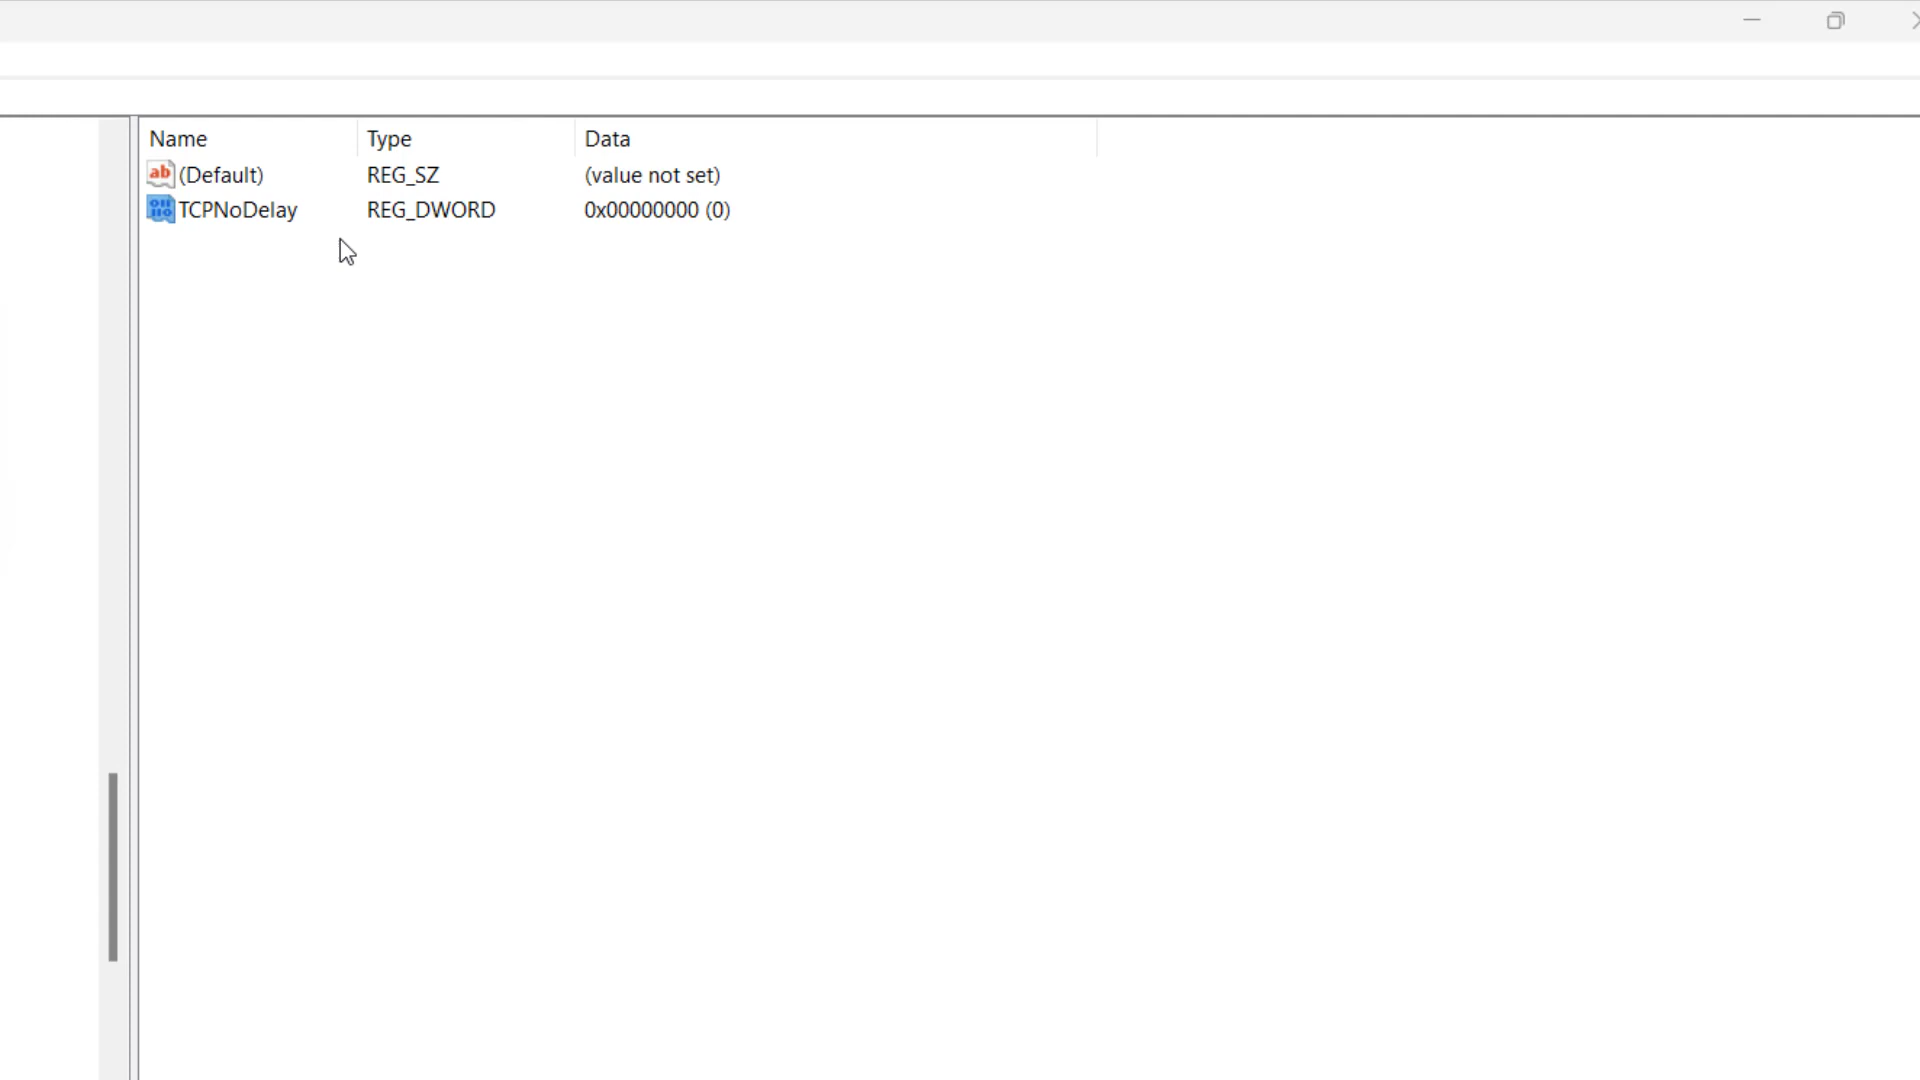 Name Type Data
(Default) REG_SZ (value not set)
TCPNoDelay REG_DWORD 0x00000000 (0)